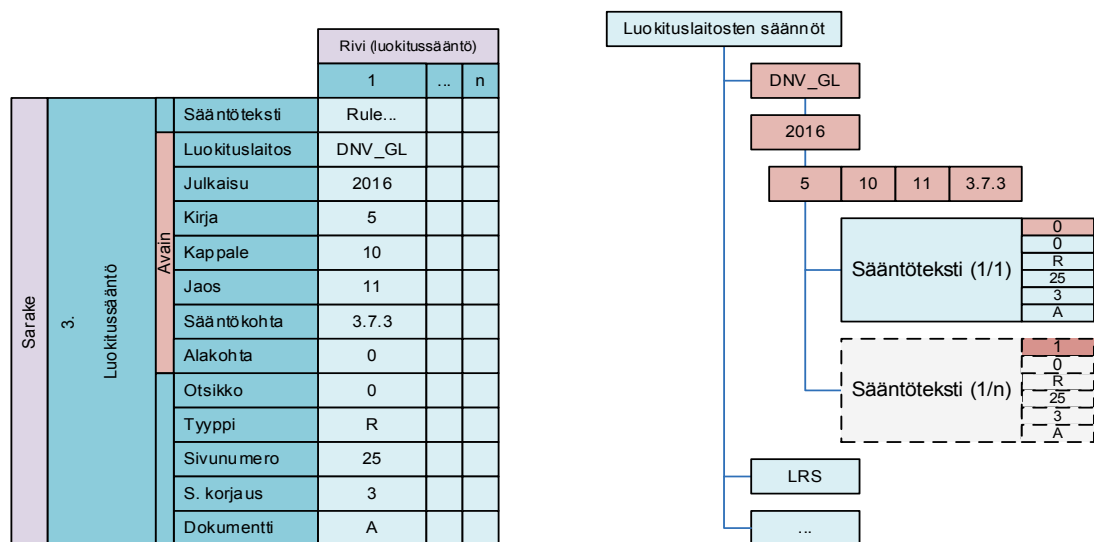 Rivi (luokitussääntö)
1 ... n
Sarake
3.
Luokitussääntö
Avain
Sääntöteksti Rule...
Luokituslaitos DNV_GL
Julkaisu 2016
Kirja 5
Kappale 10
Jaos 11
Sääntökohta 3.7.3
Alakohta 0
Otsikko 0
Tyyppi R
Sivunumero 25
S. korjaus 3
Dokumentti A
Luokituslaitosten säännöt
DNV_GL
2016
5 10 11 3.7.3
Sääntöteksti (1/1)
0
0
R
25
3
A
Sääntöteksti (1/n)
1
0
R
25
3
A
LRS
...